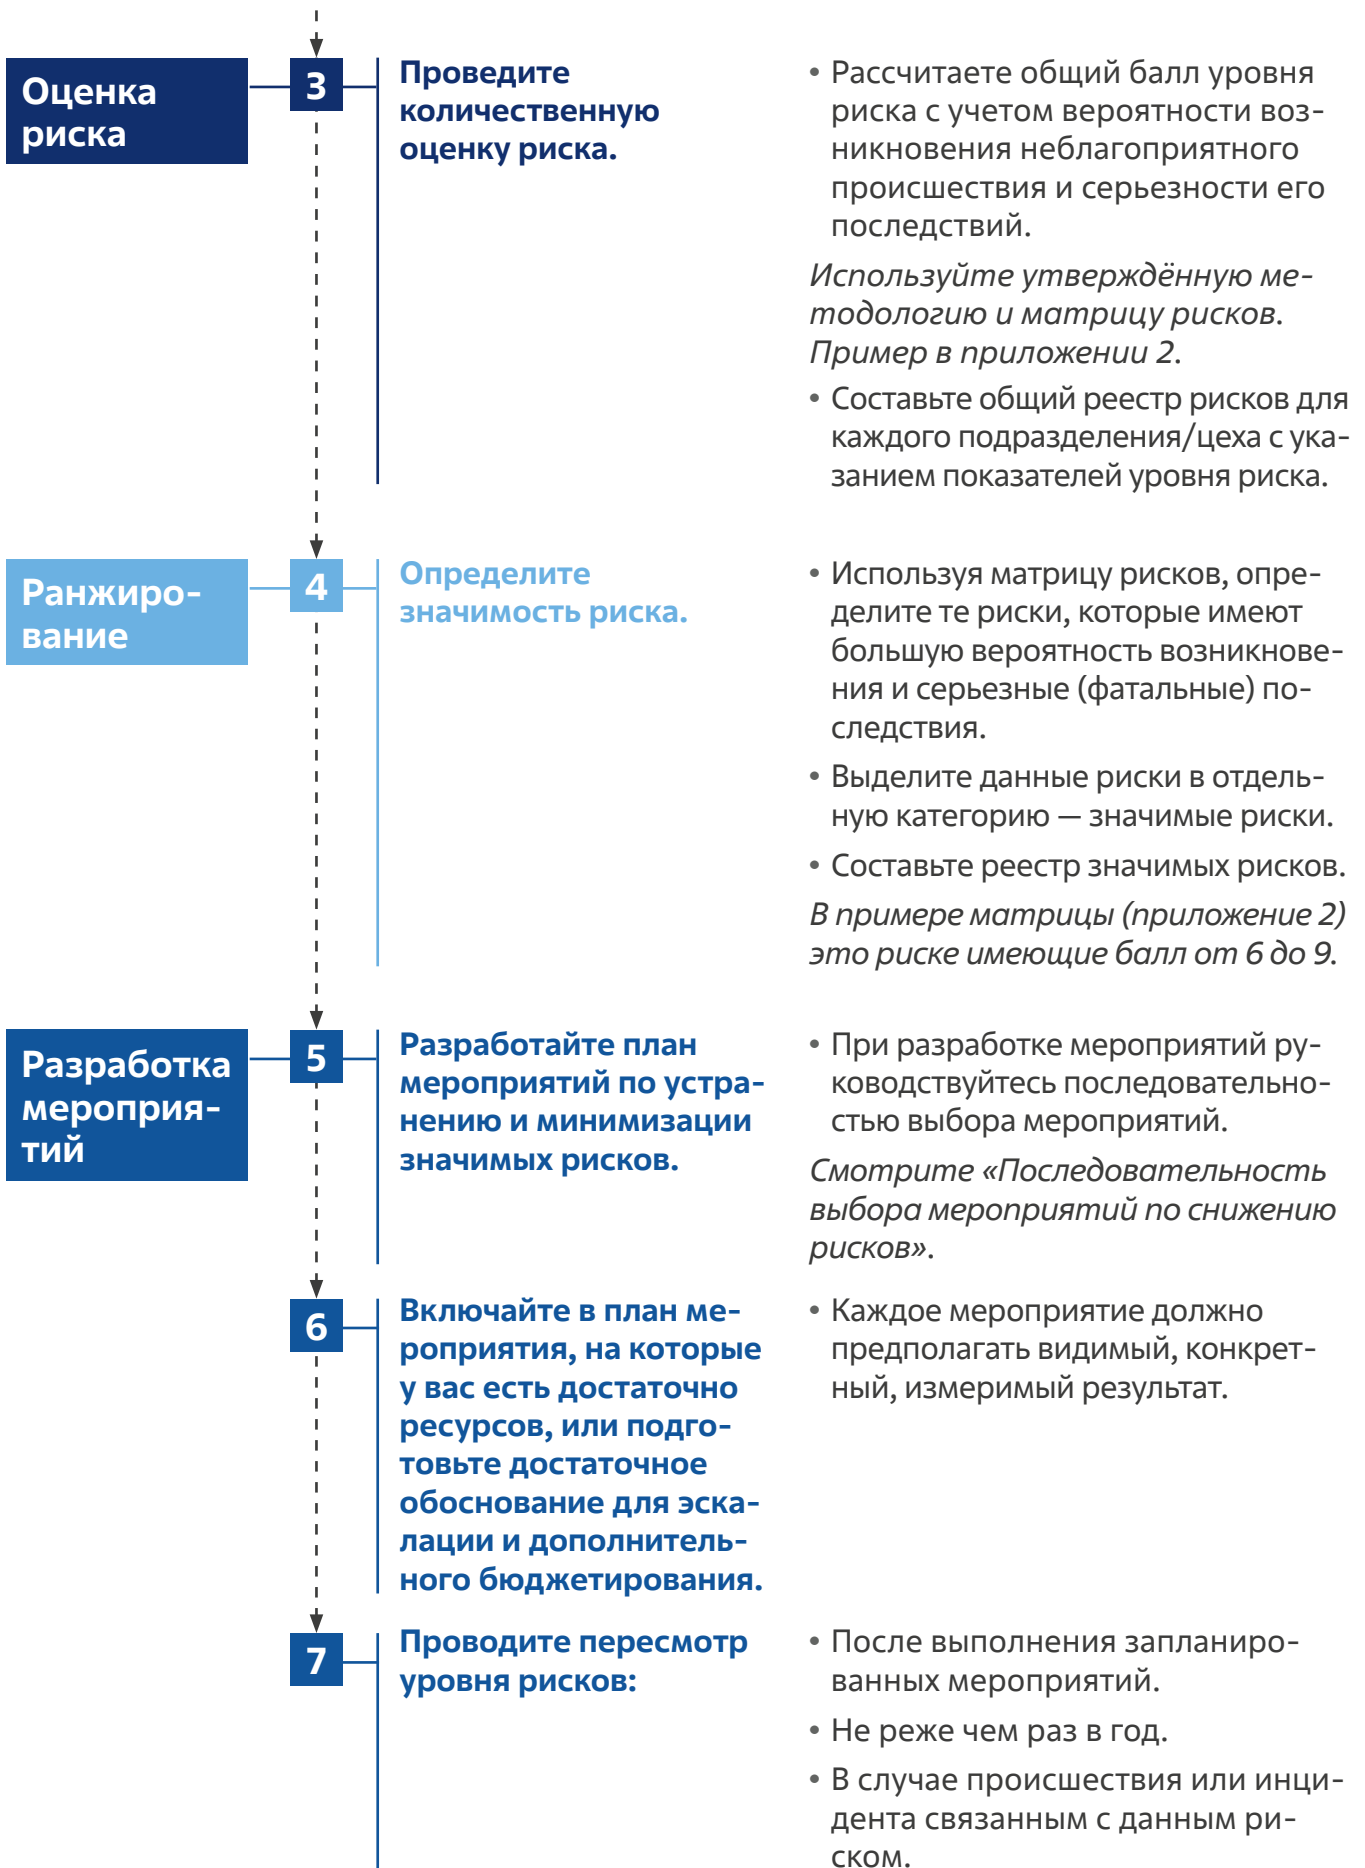 Оценка
риска
3
Проведите
количественную
оценку риска.
• Рассчитаете общий балл уровня
риска с учетом вероятности воз-
никновения неблагоприятного
происшествия и серьезности его
последствий.
Используйте утверждённую ме-
тодологию и матрицу рисков.
Пример в приложении 2.
• Составьте общий реестр рисков для
каждого подразделения/цеха с ука-
занием показателей уровня риска.
Ранжиро-
вание
4
Определите
значимость риска.
• Используя матрицу рисков, опре-
делите те риски, которые имеют
большую вероятность возникнове-
ния и серьезные (фатальные) по-
следствия.
• Выделите данные риски в отдель-
ную категорию — значимые риски.
• Составьте реестр значимых рисков.
В примере матрицы (приложение 2)
это риске имеющие балл от 6 до 9.
Разработка
мероприя-
тий
5
Разработайте план
мероприятий по устра-
нению и минимизации
значимых рисков.
• При разработке мероприятий ру-
ководствуйтесь последовательно-
стью выбора мероприятий.
Смотрите «Последовательность
выбора мероприятий по снижению
рисков».
6
Включайте в план ме-
роприятия, на которые
у вас есть достаточно
ресурсов, или подго-
товьте достаточное
обоснование для эска-
лации и дополнитель-
ного бюджетирования.
• Каждое мероприятие должно
предполагать видимый, конкрет-
ный, измеримый результат.
7
Проводите пересмотр
уровня рисков:
• После выполнения запланиро-
ванных мероприятий.
• Не реже чем раз в год.
• В случае происшествия или инци-
дента связанным с данным ри-
ском.